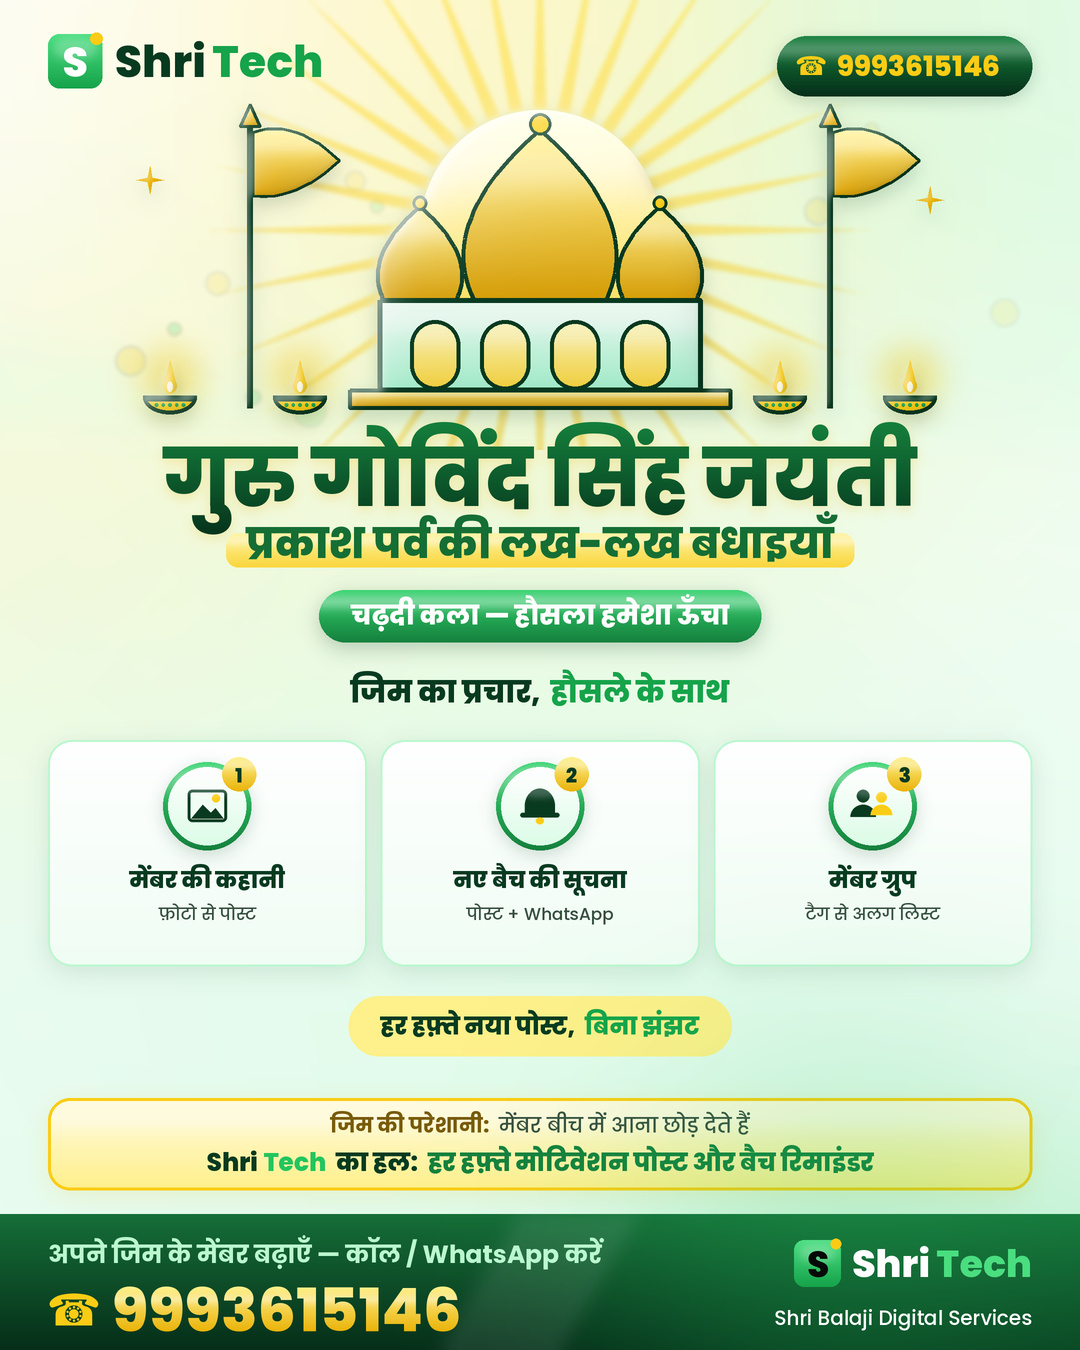 S Shri Tech
☎ 9993615146
गुरु गोविंद सिंह जयंती
प्रकाश पर्व की लख-लख बधाइयाँ
चढ़दी कला — हौसला हमेशा ऊँचा
जिम का प्रचार, हौसले के साथ
1
मेंबर की कहानी
फ़ोटो से पोस्ट
2
नए बैच की सूचना
पोस्ट + WhatsApp
3
मेंबर ग्रुप
टैग से अलग लिस्ट
हर हफ़्ते नया पोस्ट, बिना झंझट
जिम की परेशानी: मेंबर बीच में आना छोड़ देते हैं
Shri Tech का हल: हर हफ़्ते मोटिवेशन पोस्ट और बैच रिमाइंडर
अपने जिम के मेंबर बढ़ाएँ — कॉल / WhatsApp करें
☎ 9993615146
S Shri Tech
Shri Balaji Digital Services